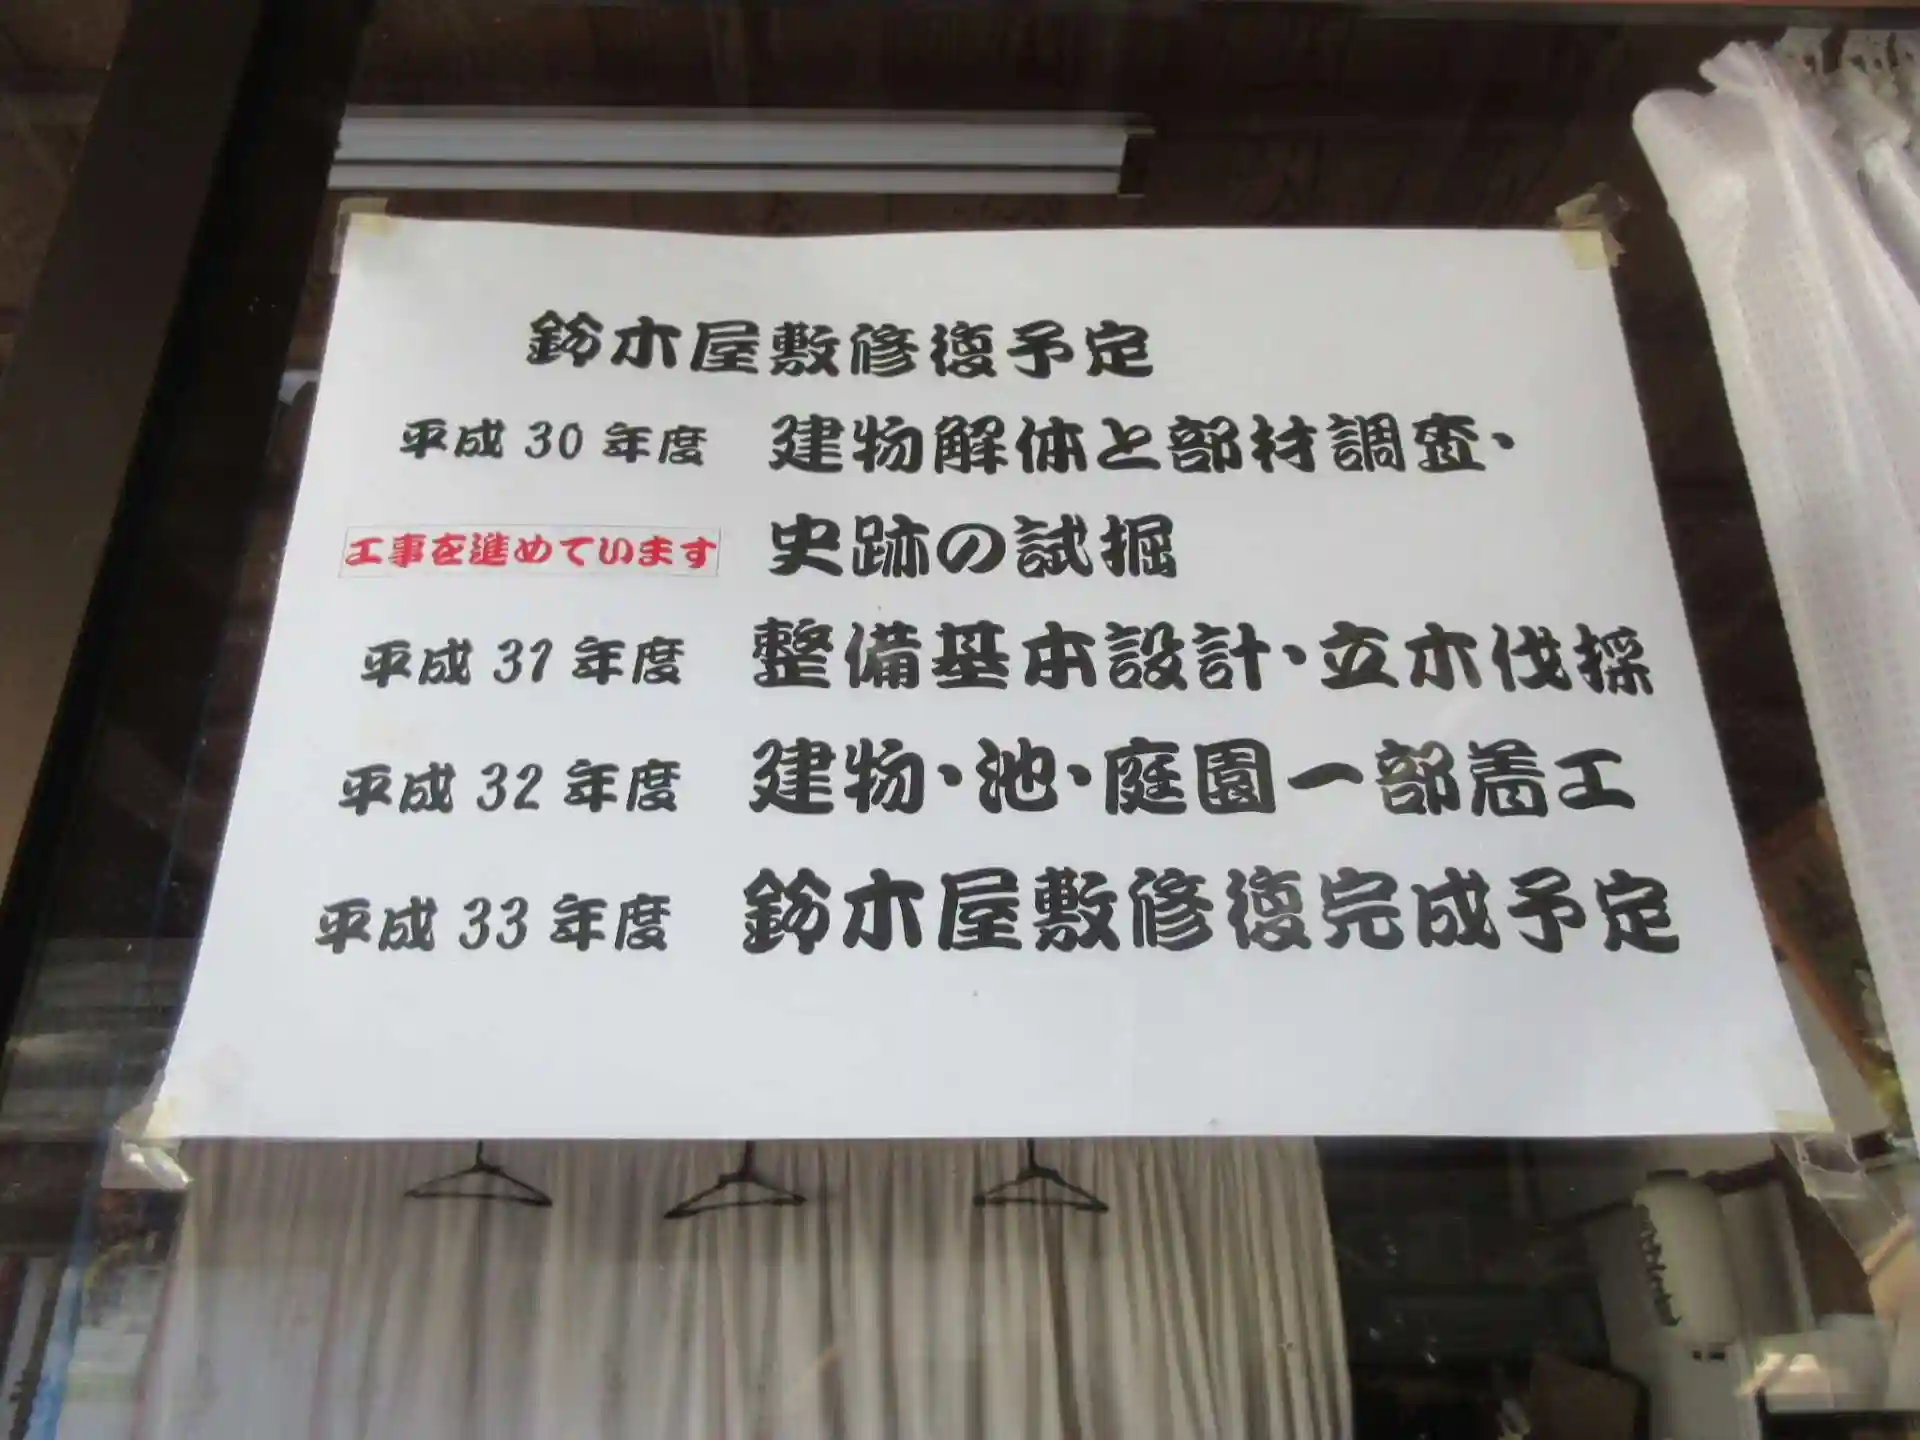 鈴木屋敷修復予定
平成30年度 建物解体と部材調査・
工事を進めています 史跡の試掘
平成31年度 整備基本設計・立木伐採
平成32年度 建物・池・庭園一部着工
平成33年度 鈴木屋敷修復完成予定